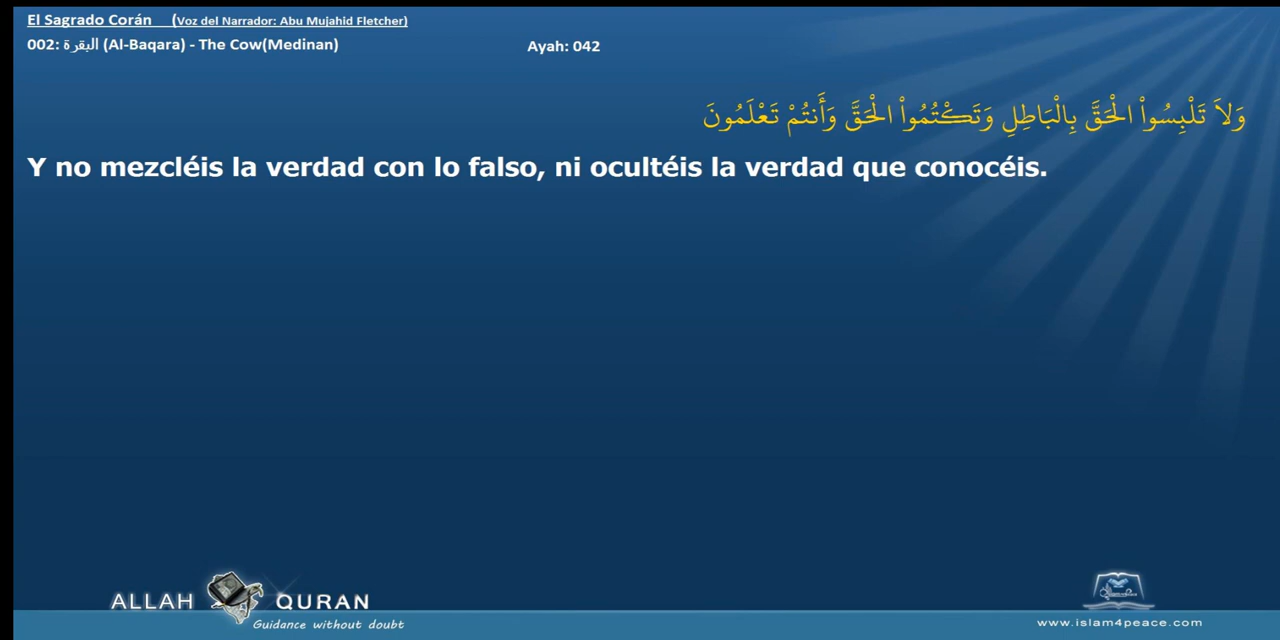 El Sagrado Corán (Voz del Narrador: Abu Mujahid Fletcher)
002: البقرة (Al-Baqara) - The Cow(Medinan) Ayah: 042
وَلاَ تَلْبِسُواْ الْحَقَّ بِالْبَاطِلِ وَتَكْتُمُواْ الْحَقَّ وَأَنتُمْ تَعْلَمُونَ
Y no mezcléis la verdad con lo falso, ni ocultéis la verdad que conocéis.
ALLAH QURAN
Guidance without doubt
www.islam4peace.com